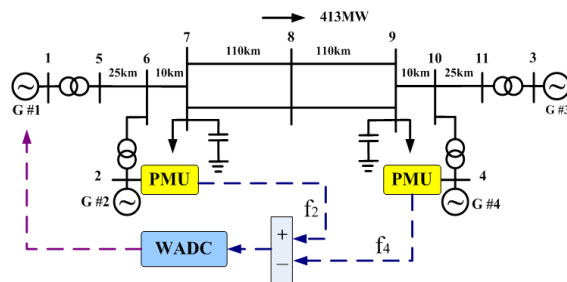 413MW
1 5 6 7 8 9 10 11 3
25km 10km 110km 110km 10km 25km
G #1 G #3
2 PMU PMU 4
G #2 f2 f4 G #4
+
WADC
−